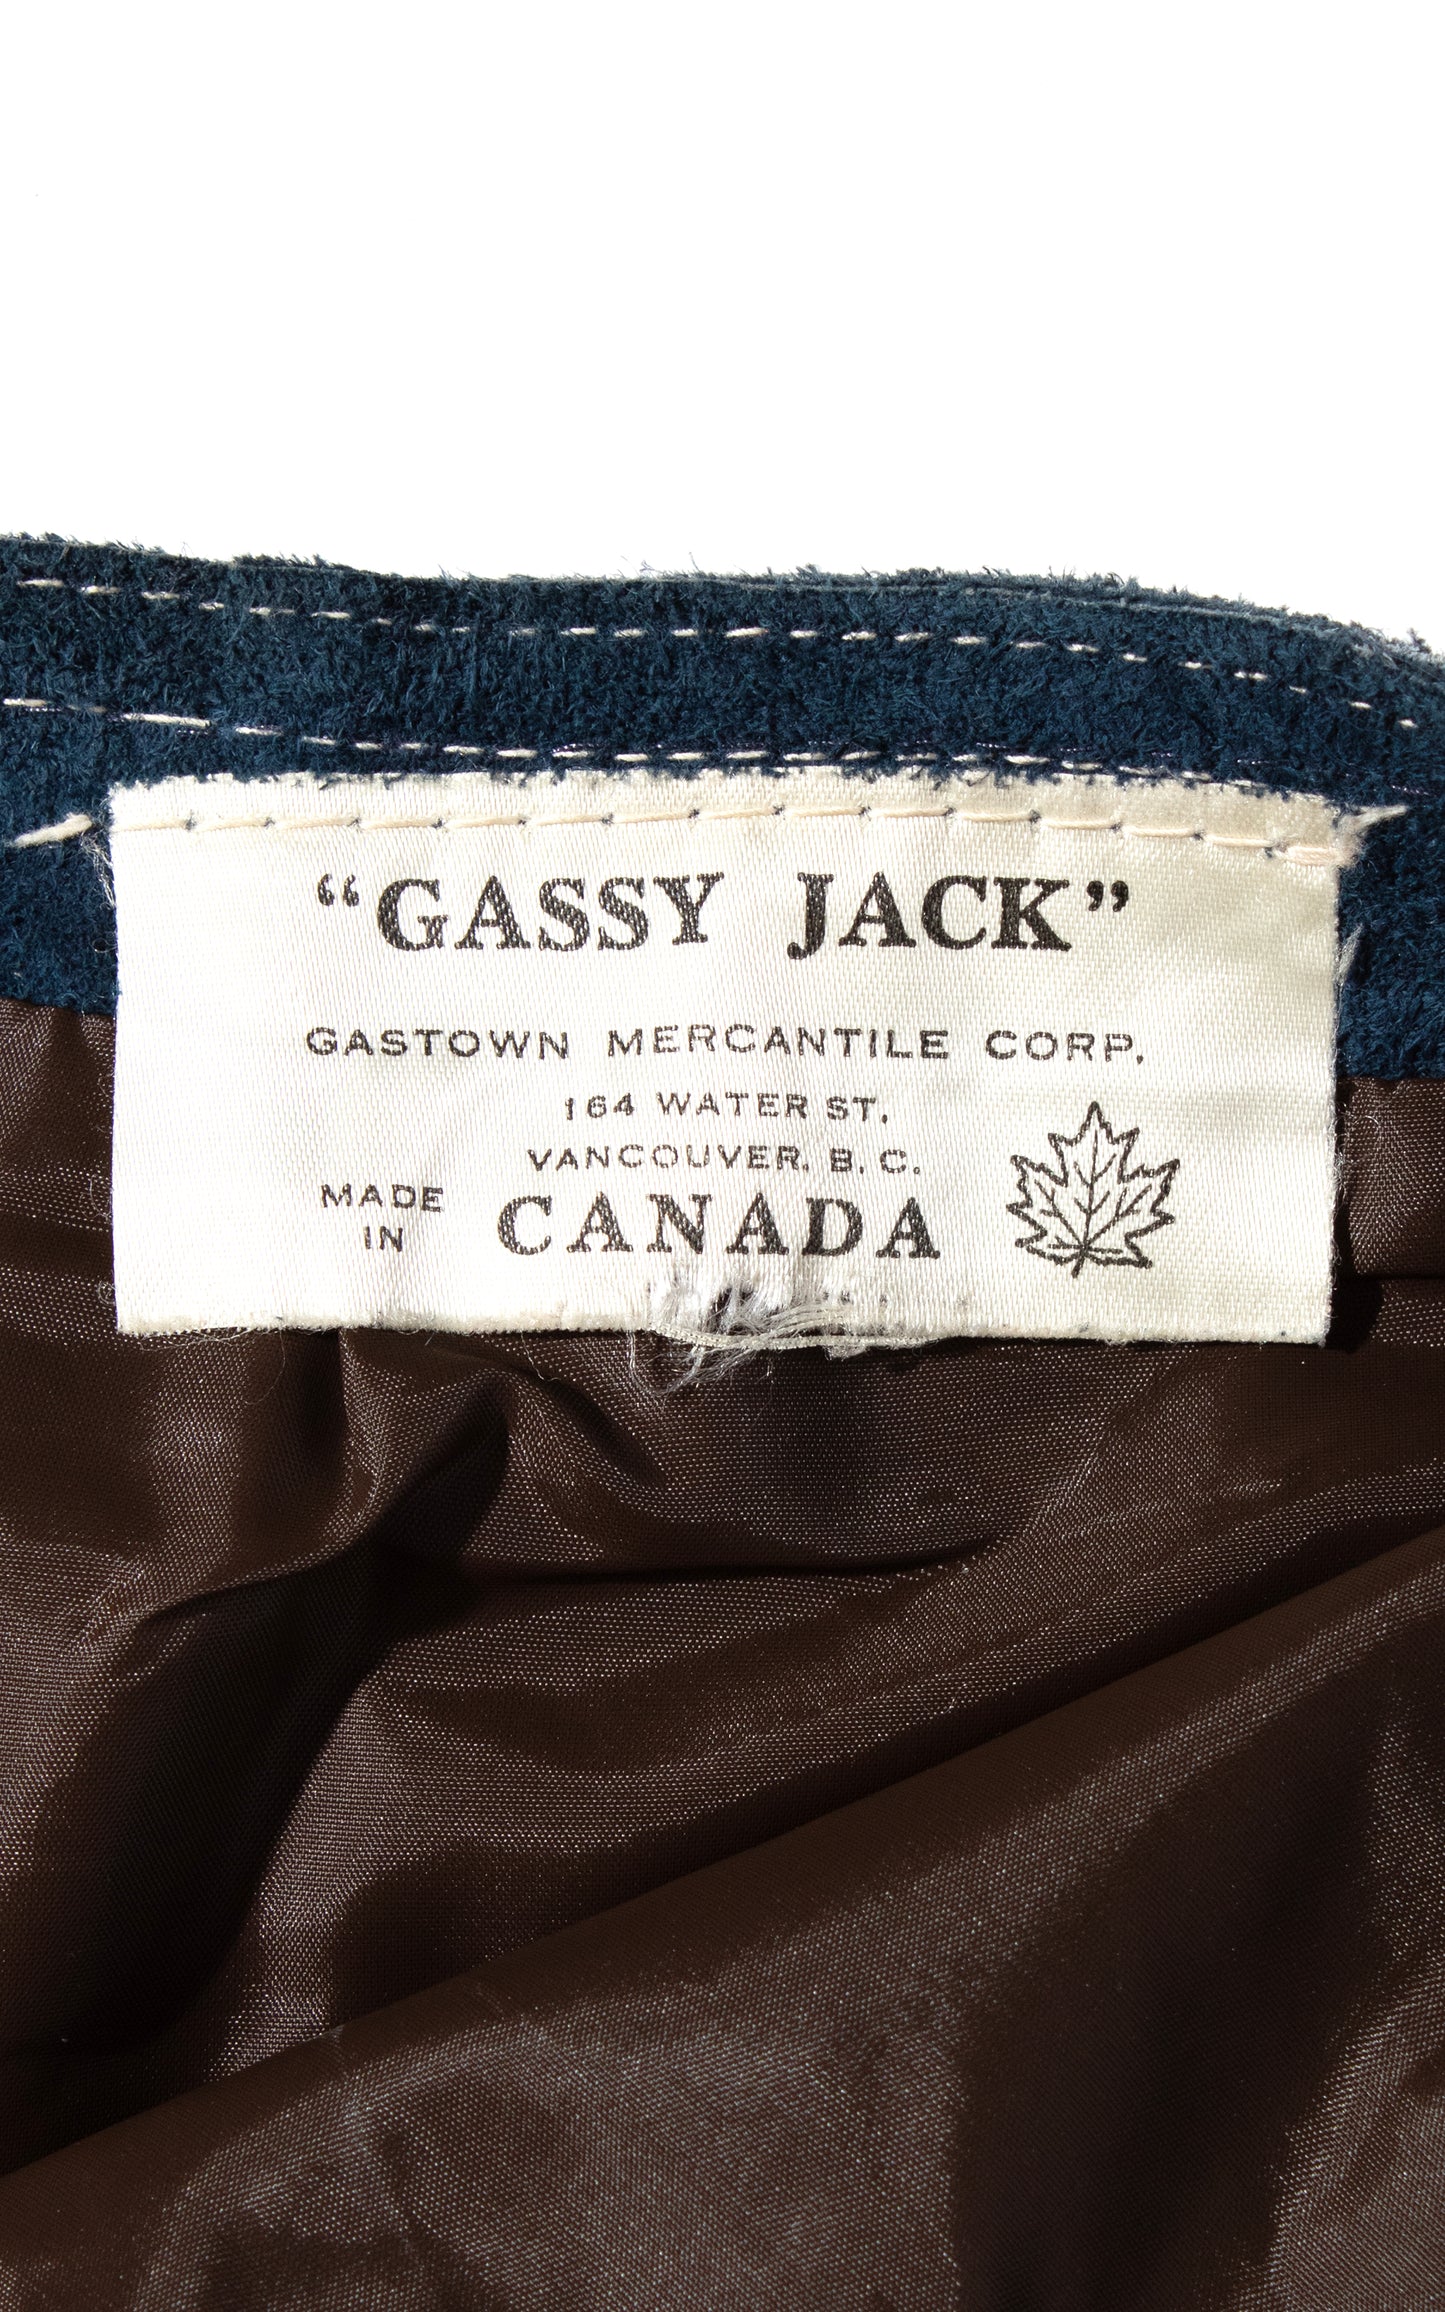 “GASSY JACK”
GASTOWN MERCANTILE CORP.
164 WATER ST.
VANCOUVER, B.C.
MADE IN CANADA